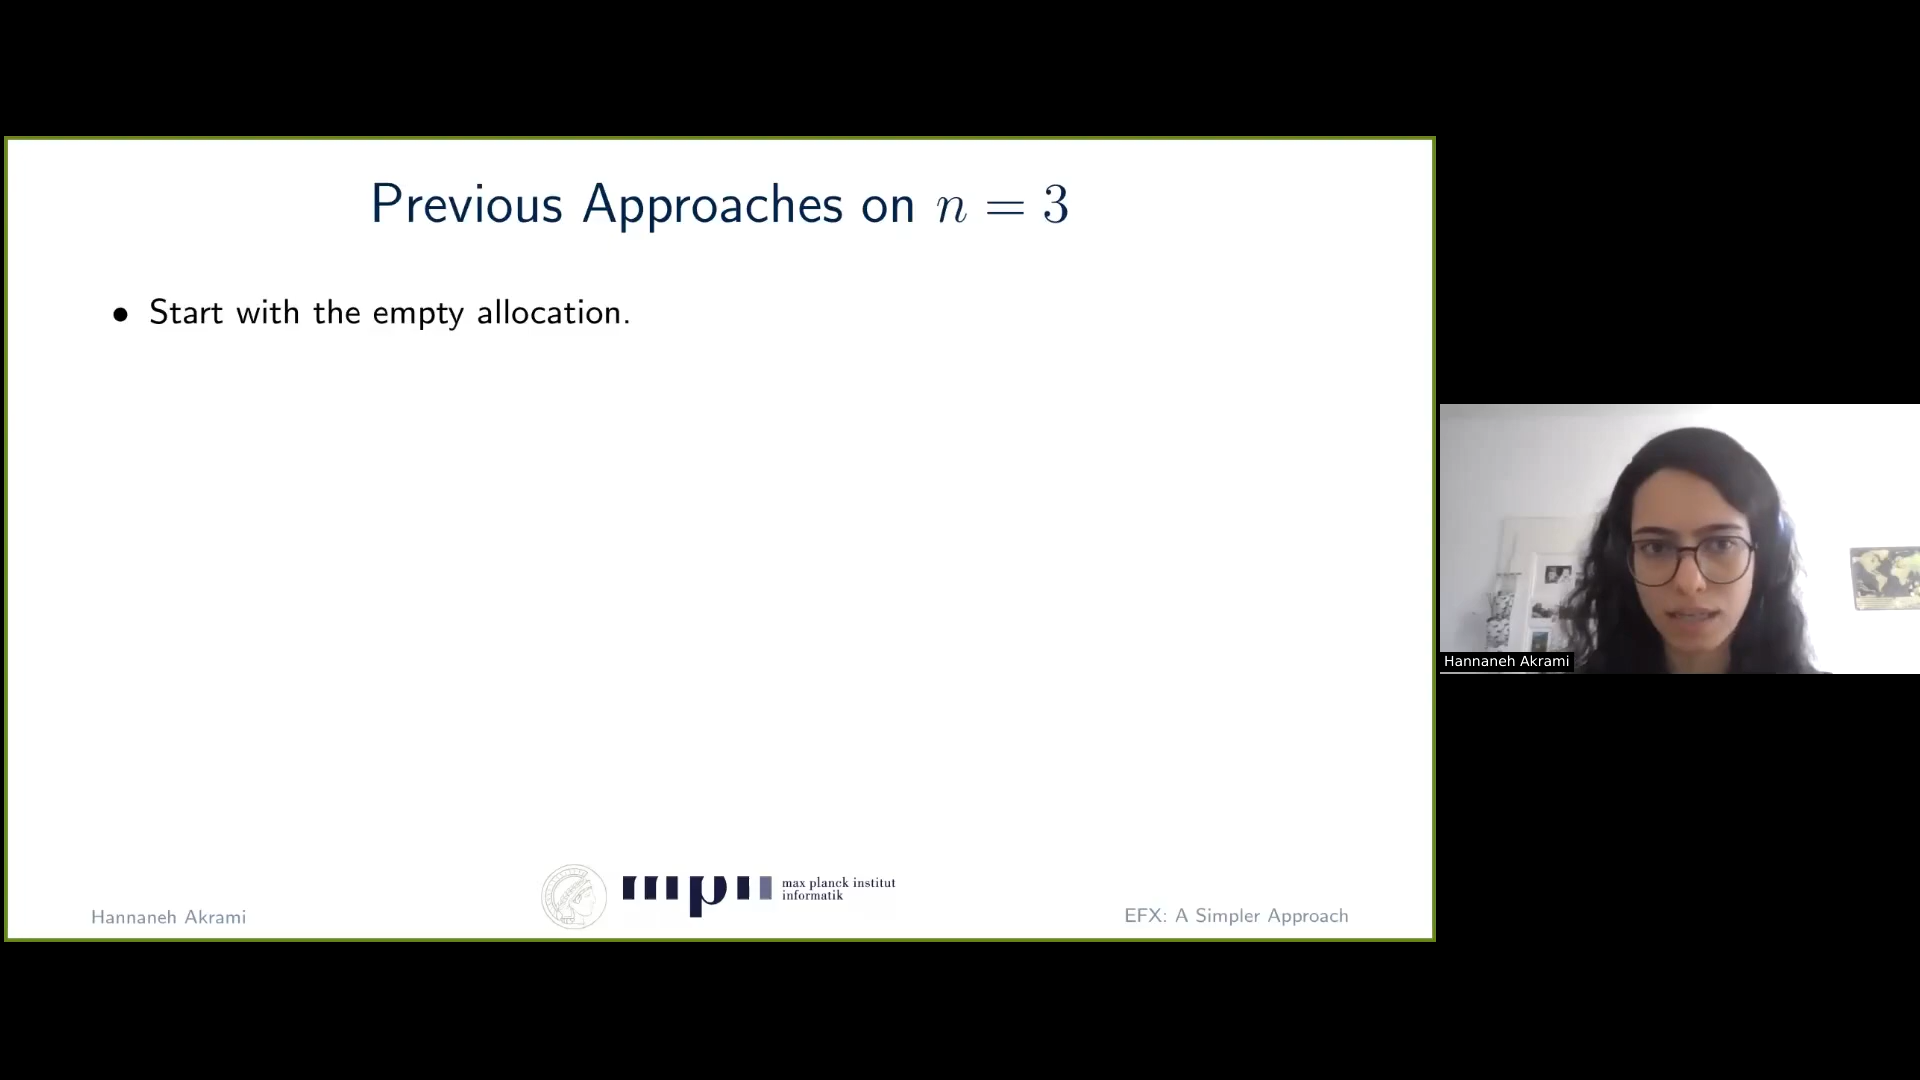 Previous Approaches on n = 3
• Start with the empty allocation.
Hannaneh Akrami
mpii max planck institut
informatik
EFX: A Simpler Approach
Hannaneh Akrami